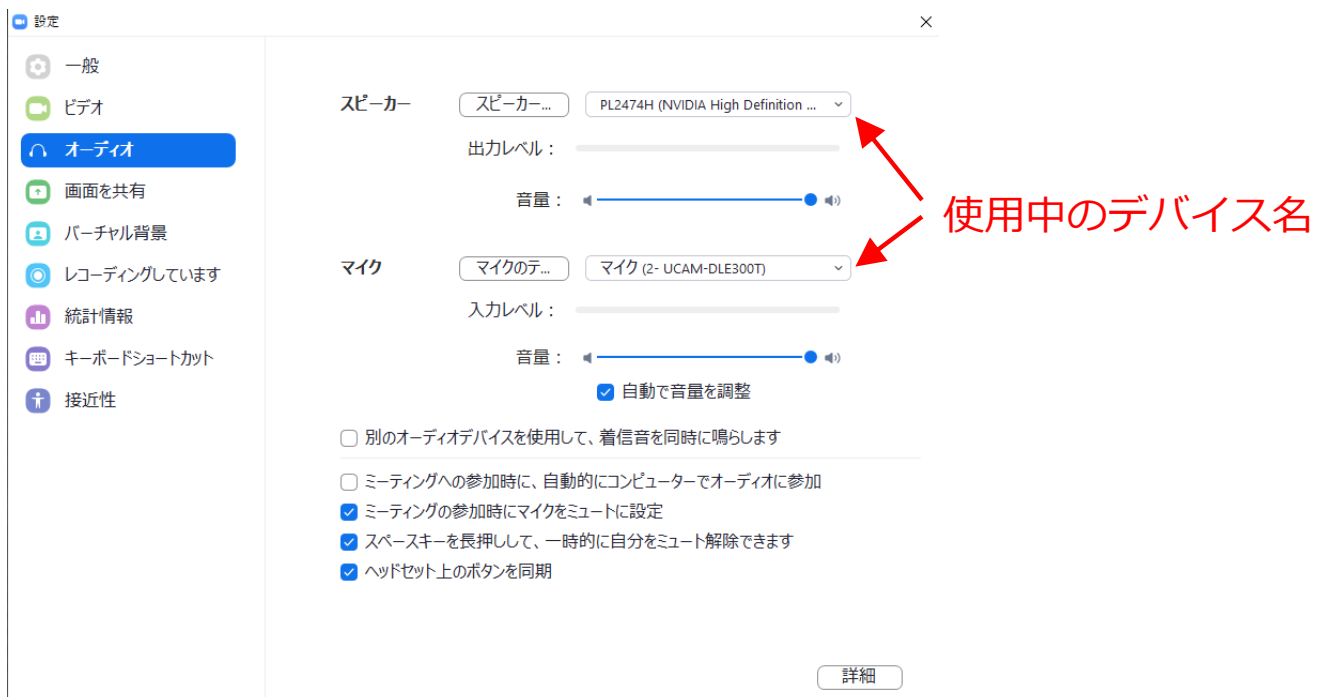 設定
一般
ビデオ
オーディオ
画面を共有
バーチャル背景
レコーディングしています
統計情報
キーボードショートカット
接近性
スピーカー スピーカー... PL2474H (NVIDIA High Definition ...
出力レベル：
音量：
マイク マイクのテ... マイク (2- UCAM-DLE300T)
入力レベル：
音量：
自動で音量を調整
別のオーディオデバイスを使用して、着信音を同時に鳴らします
ミーティングへの参加時に、自動的にコンピューターでオーディオに参加
ミーティングの参加時にマイクをミュートに設定
スペースキーを長押しして、一時的に自分をミュート解除できます
ヘッドセット上のボタンを同期
詳細
使用中のデバイス名